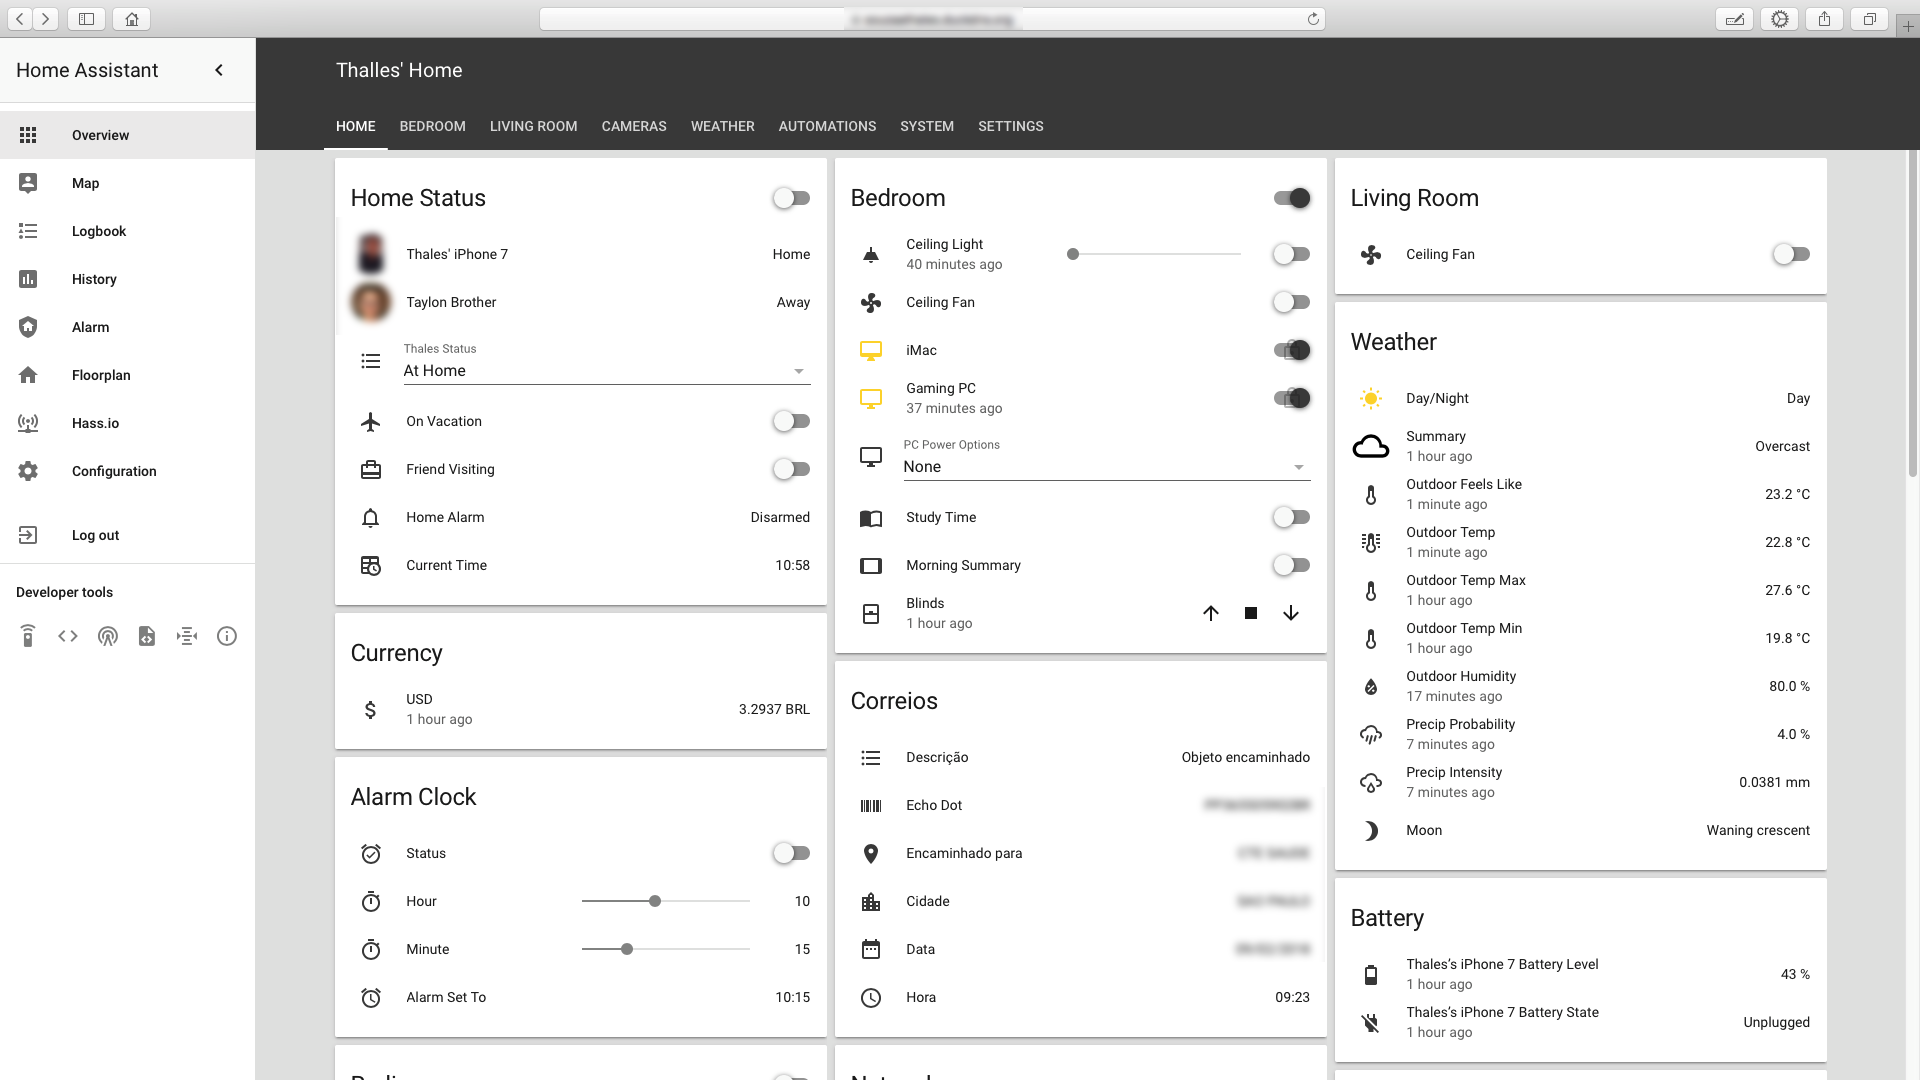 Home Assistant
Overview
Map
Logbook
History
Alarm
Floorplan
Hass.io
Configuration
Log out
Developer tools
Thalles' Home
HOME BEDROOM LIVING ROOM CAMERAS WEATHER AUTOMATIONS SYSTEM SETTINGS
Home Status
Thales' iPhone 7 Home
Taylon Brother Away
Thales Status
At Home
On Vacation
Friend Visiting
Home Alarm Disarmed
Current Time 10:58
Currency
USD
1 hour ago
3.2937 BRL
Alarm Clock
Status
Hour 10
Minute 15
Alarm Set To 10:15
Bedroom
Ceiling Light
40 minutes ago
Ceiling Fan
iMac
Gaming PC
37 minutes ago
PC Power Options
None
Study Time
Morning Summary
Blinds
1 hour ago
Correios
Descrição Objeto encaminhado
Echo Dot
Encaminhado para
Cidade
Data
Hora 09:23
Living Room
Ceiling Fan
Weather
Day/Night Day
Summary
1 hour ago
Overcast
Outdoor Feels Like
1 minute ago
23.2 °C
Outdoor Temp
1 minute ago
22.8 °C
Outdoor Temp Max
1 hour ago
27.6 °C
Outdoor Temp Min
1 hour ago
19.8 °C
Outdoor Humidity
17 minutes ago
80.0 %
Precip Probability
7 minutes ago
4.0 %
Precip Intensity
7 minutes ago
0.0381 mm
Moon Waning crescent
Battery
Thales's iPhone 7 Battery Level
1 hour ago
43 %
Thales's iPhone 7 Battery State
1 hour ago
Unplugged